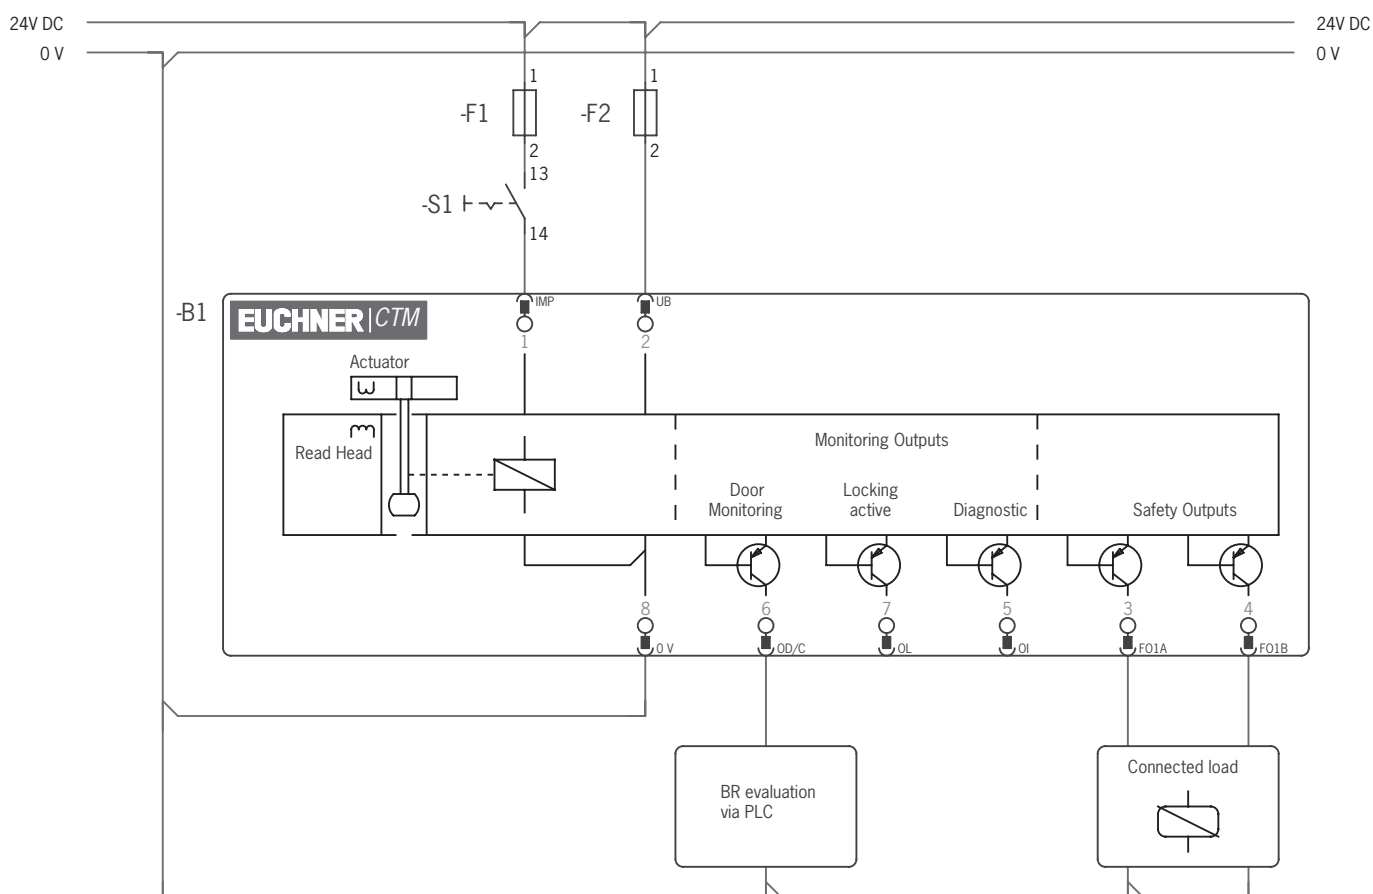 24V DC
24V DC
0 V
0 V
1
1
-F1
-F2
2
2
13
-S1
14
-B1
EUCHNER CTM
IMP
UB
1
2
Actuator
Read Head
Monitoring Outputs
Door
Monitoring
Locking
active
Diagnostic
Safety Outputs
8
6
7
5
3
4
0 V
OD/C
OL
OI
FO1A
FO1B
BR evaluation
via PLC
Connected load